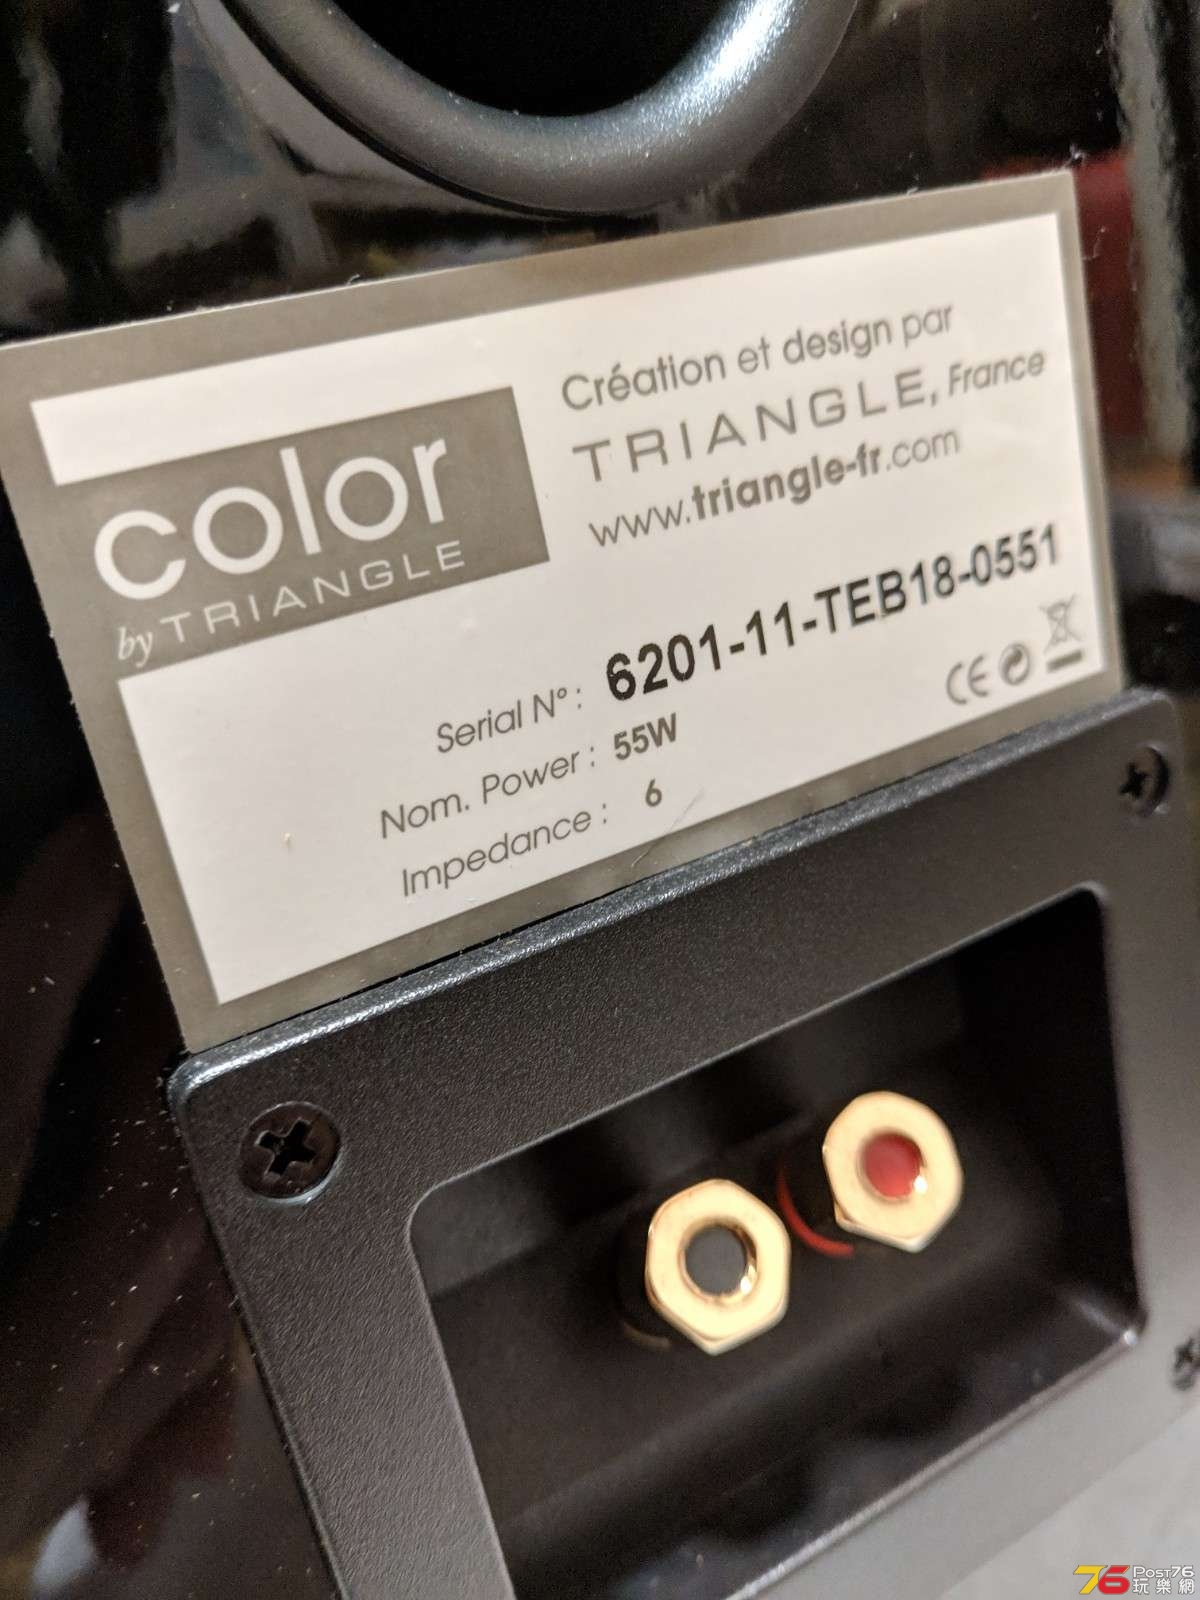 color
by TRIANGLE
Création et design par
TRIANGLE, France
www.triangle-fr.com
Serial N° : 6201-11-TEB18-0551
Nom. Power : 55W
Impedance : 6
CE
76 Post76
玩樂網